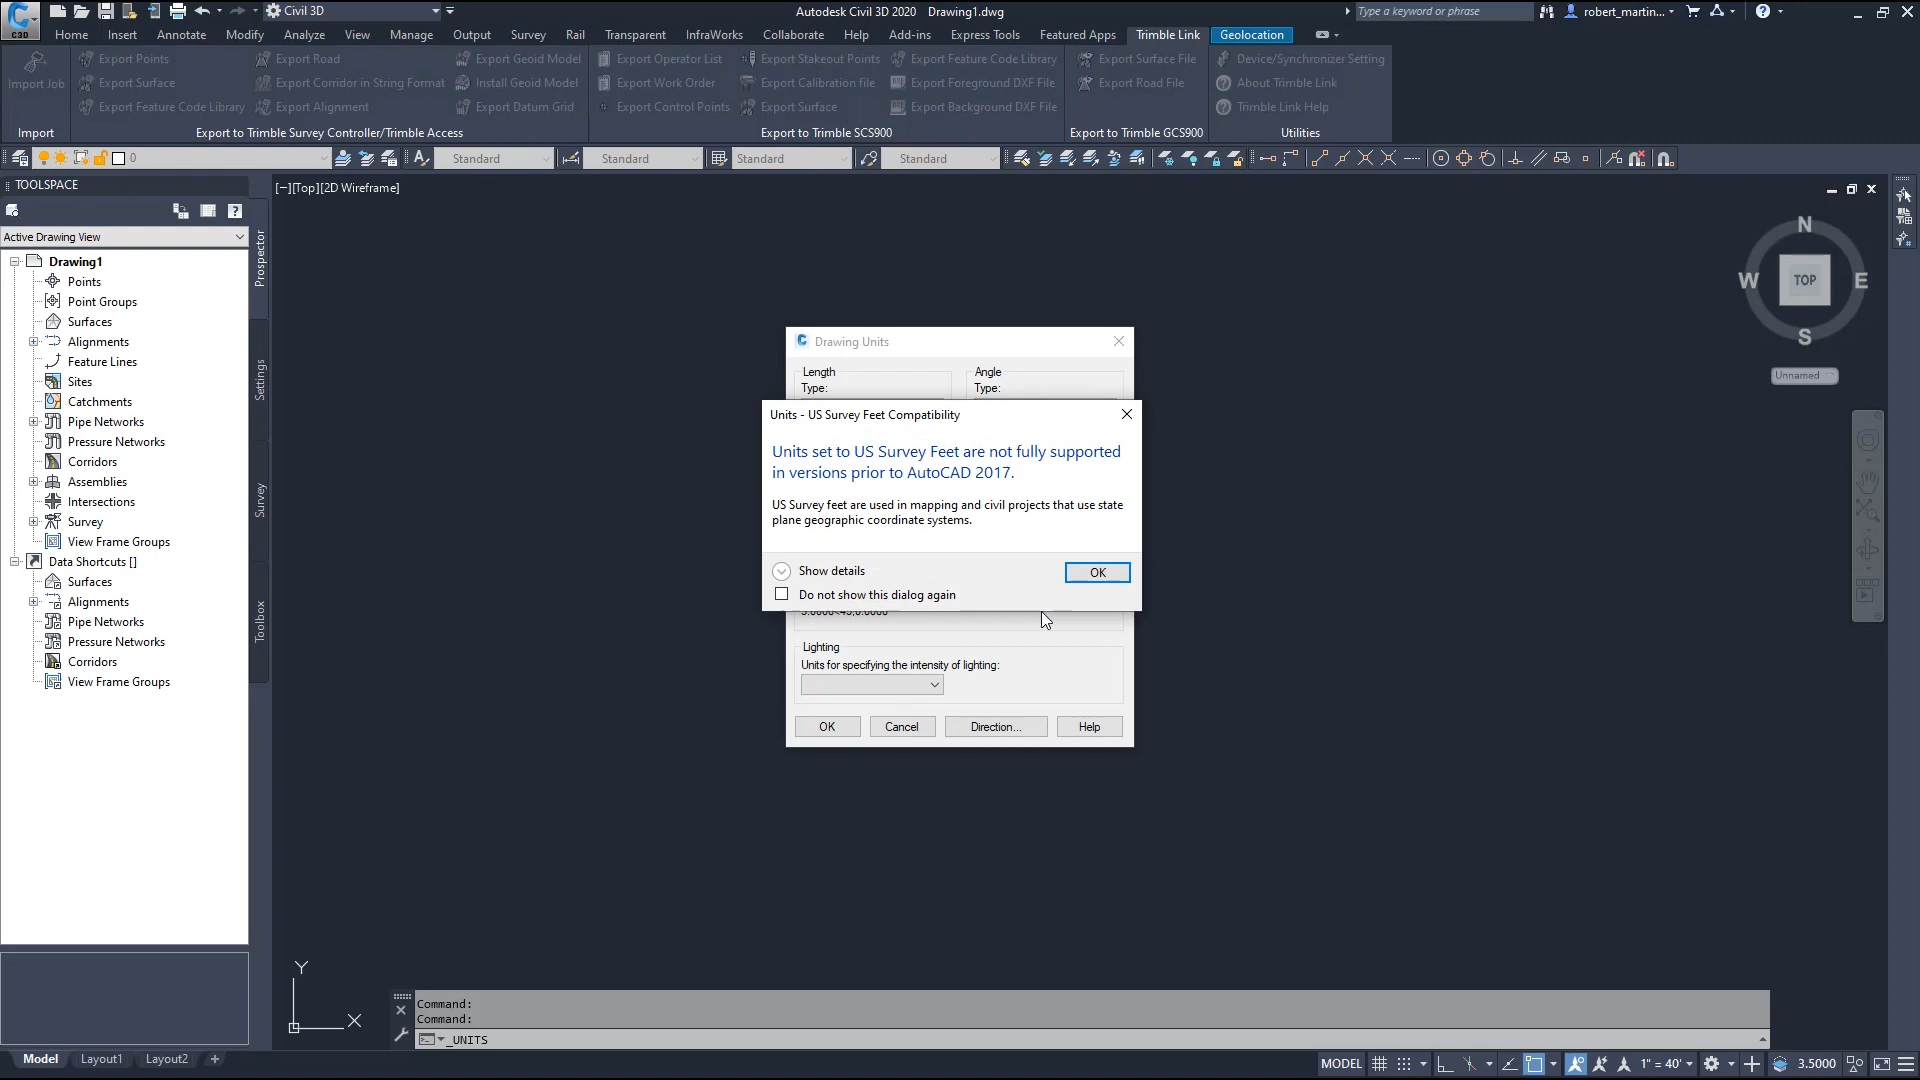 Civil 3D
Autodesk Civil 3D 2020 Drawing1.dwg
Type a keyword or phrase
robert_martin...
C3D
Home Insert Annotate Modify Analyze View Manage Output Survey Rail Transparent InfraWorks Collaborate Help Add-ins Express Tools Featured Apps Trimble Link Geolocation
Import Job
Import
Export Points Export Road Export Geoid Model
Export Surface Export Corridor in String Format Install Geoid Model
Export Feature Code Library Export Alignment Export Datum Grid
Export to Trimble Survey Controller/Trimble Access
Export Operator List Export Stakeout Points Export Feature Code Library
Export Work Order Export Calibration file Export Foreground DXF File
Export Control Points Export Surface Export Background DXF File
Export to Trimble SCS900
Export Surface File
Export Road File
Export to Trimble GCS900
Device/Synchronizer Setting
About Trimble Link
Trimble Link Help
Utilities
0 Standard Standard Standard Standard
TOOLSPACE
Active Drawing View
Drawing1
Points
Point Groups
Surfaces
Alignments
Feature Lines
Sites
Catchments
Pipe Networks
Pressure Networks
Corridors
Assemblies
Intersections
Survey
View Frame Groups
Data Shortcuts []
Surfaces
Alignments
Pipe Networks
Pressure Networks
Corridors
View Frame Groups
Prospector
Settings
Survey
Toolbox
[−][Top][2D Wireframe]
N
W TOP E
S
Unnamed
Drawing Units
Length Angle
Type: Type:
Units - US Survey Feet Compatibility
Units set to US Survey Feet are not fully supported
in versions prior to AutoCAD 2017.
US Survey feet are used in mapping and civil projects that use state
plane geographic coordinate systems.
Show details OK
Do not show this dialog again
Lighting
Units for specifying the intensity of lighting:
OK Cancel Direction... Help
Y
X
Command:
Command:
_UNITS
Model Layout1 Layout2 +
MODEL 1" = 40' 3.5000